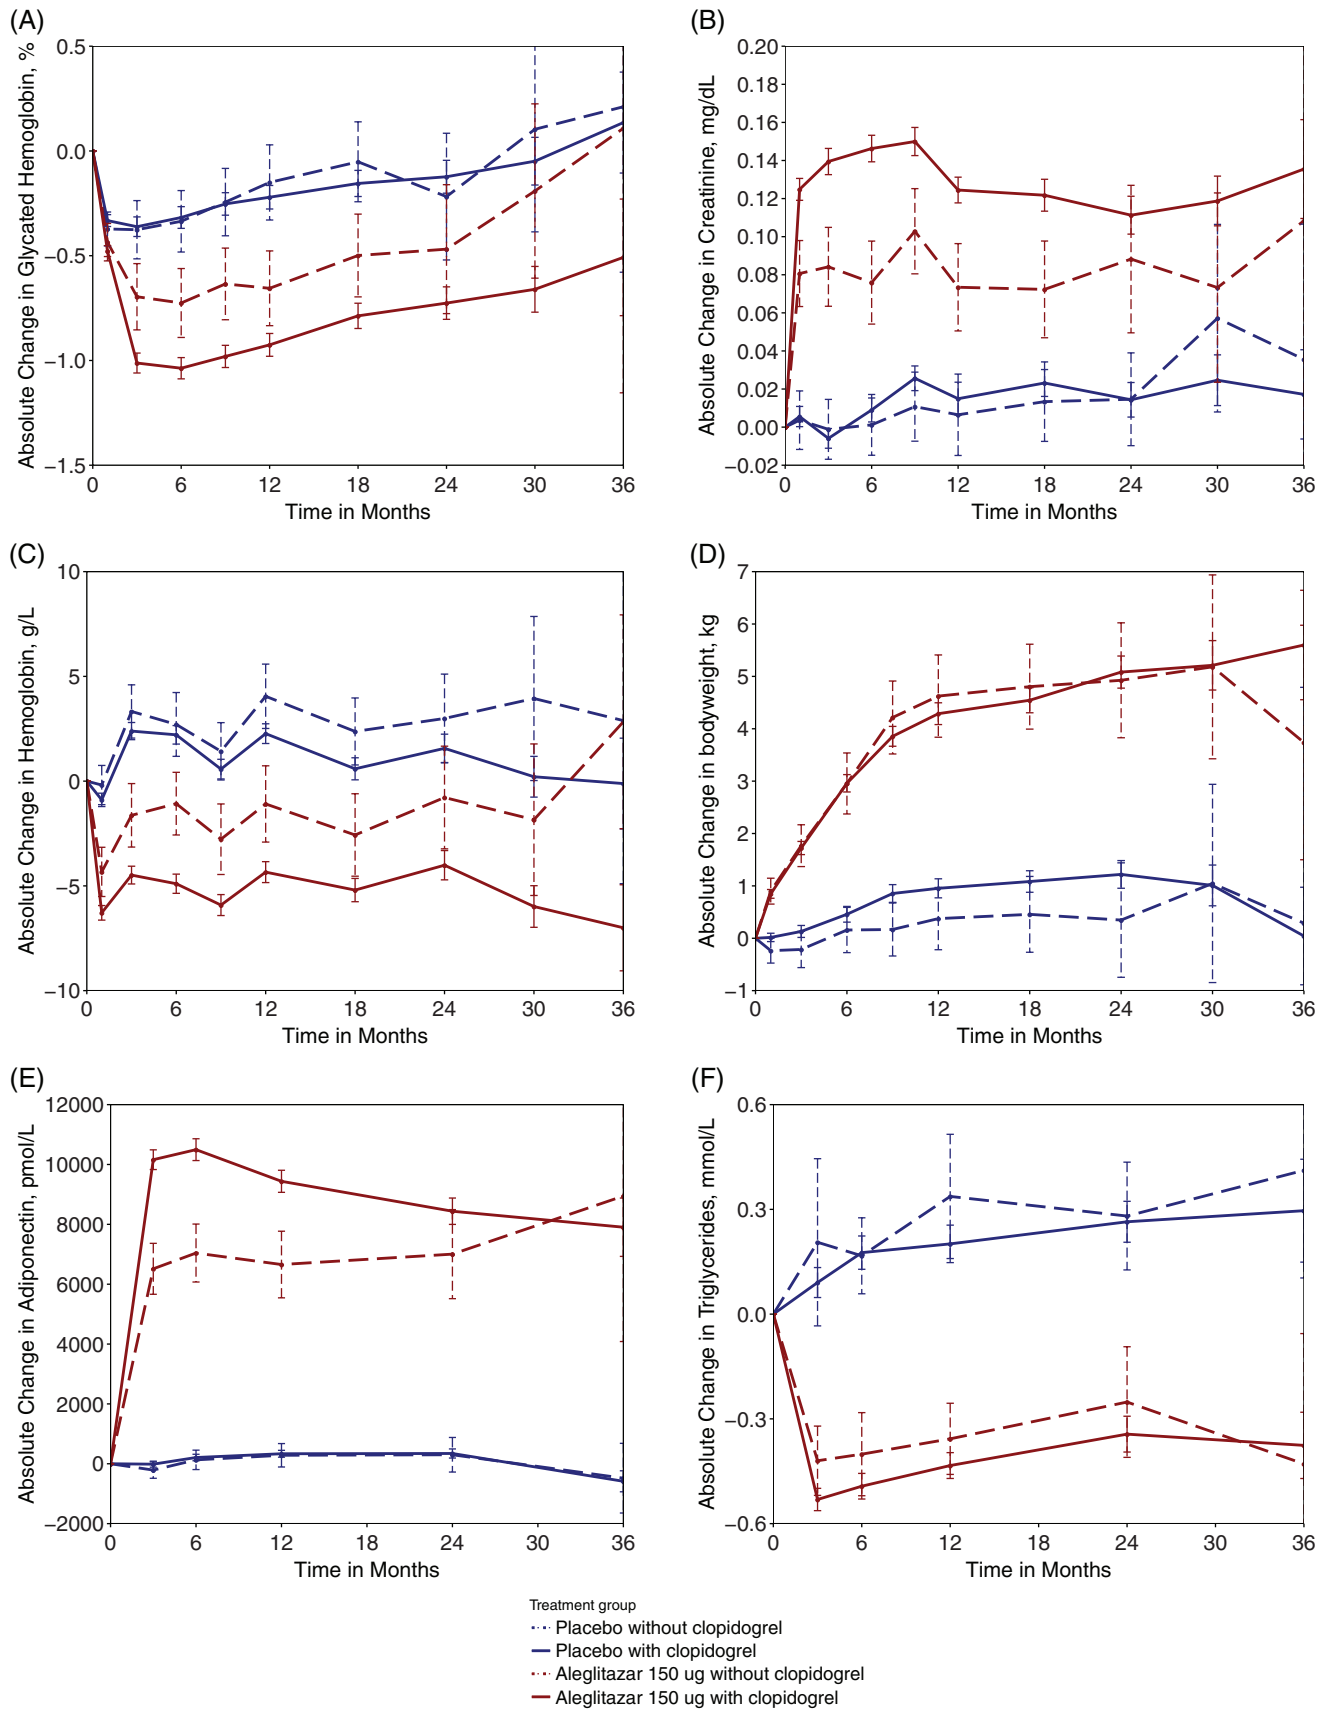 (A)
Absolute Change in Glycated Hemoglobin, %
0.5
0.0
−0.5
−1.0
−1.5
0 6 12 18 24 30 36
Time in Months
(B)
Absolute Change in Creatinine, mg/dL
0.20
0.18
0.16
0.14
0.12
0.10
0.08
0.06
0.04
0.02
0.00
−0.02
0 6 12 18 24 30 36
Time in Months
(C)
Absolute Change in Hemoglobin, g/L
10
5
0
−5
−10
0 6 12 18 24 30 36
Time in Months
(D)
Absolute Change in bodyweight, kg
7
6
5
4
3
2
1
0
−1
0 6 12 18 24 30 36
Time in Months
(E)
Absolute Change in Adiponectin, pmol/L
12000
10000
8000
6000
4000
2000
0
−2000
0 6 12 18 24 30 36
Time in Months
(F)
Absolute Change in Triglycerides, mmol/L
0.6
0.3
0.0
−0.3
−0.6
0 6 12 18 24 30 36
Time in Months
Treatment group
Placebo without clopidogrel
Placebo with clopidogrel
Aleglitazar 150 ug without clopidogrel
Aleglitazar 150 ug with clopidogrel